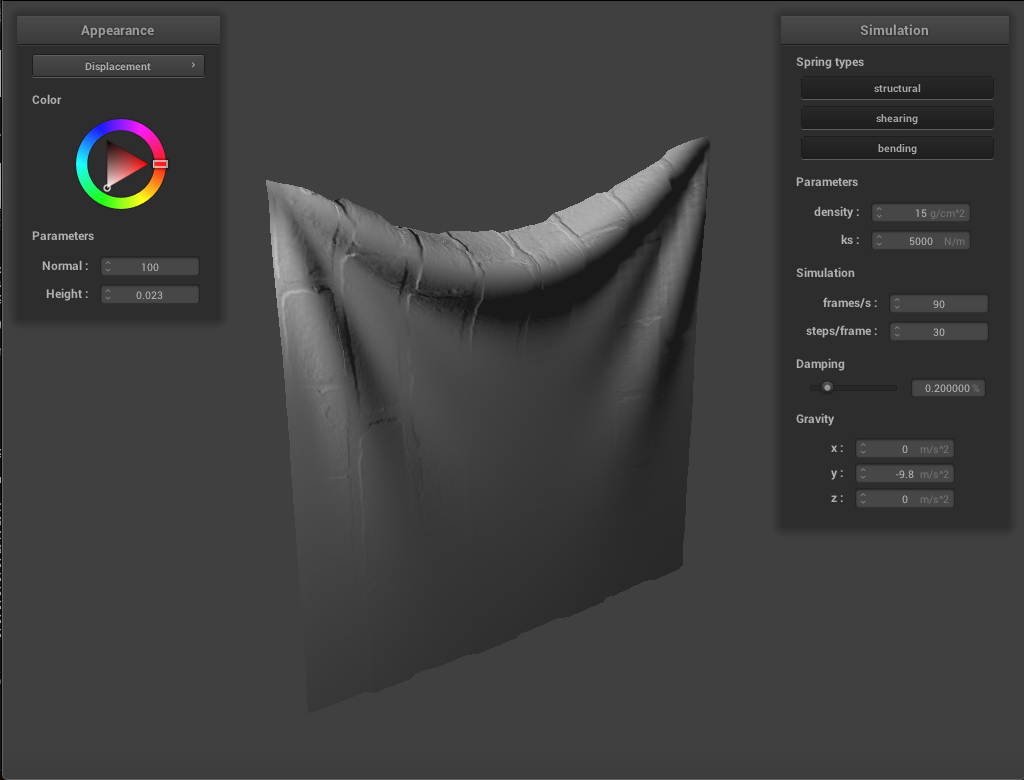 Appearance
Displacement
Color
Parameters
Normal : 100
Height : 0.023
Simulation
Spring types
structural
shearing
bending
Parameters
density : 15 g/cm^2
ks : 5000 N/m
Simulation
frames/s : 90
steps/frame : 30
Damping
0.200000 %
Gravity
x : 0 m/s^2
y : -9.8 m/s^2
z : 0 m/s^2